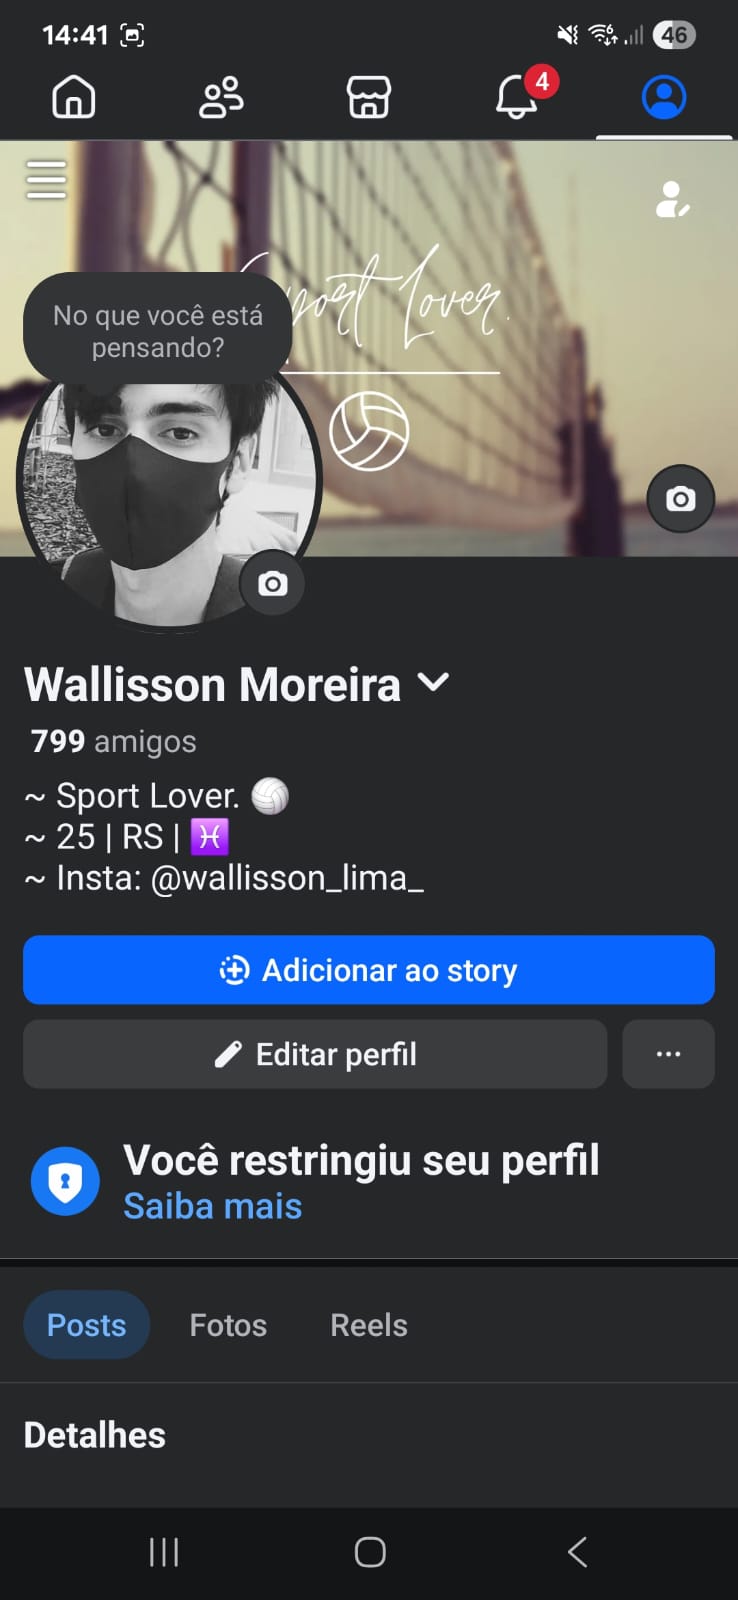 14:41
46
4
Sport Lover.
No que você está
pensando?
Wallisson Moreira
799 amigos
~ Sport Lover. 🏐
~ 25 | RS | ♓
~ Insta: @wallisson_lima_
Adicionar ao story
Editar perfil
Você restringiu seu perfil
Saiba mais
Posts Fotos Reels
Detalhes